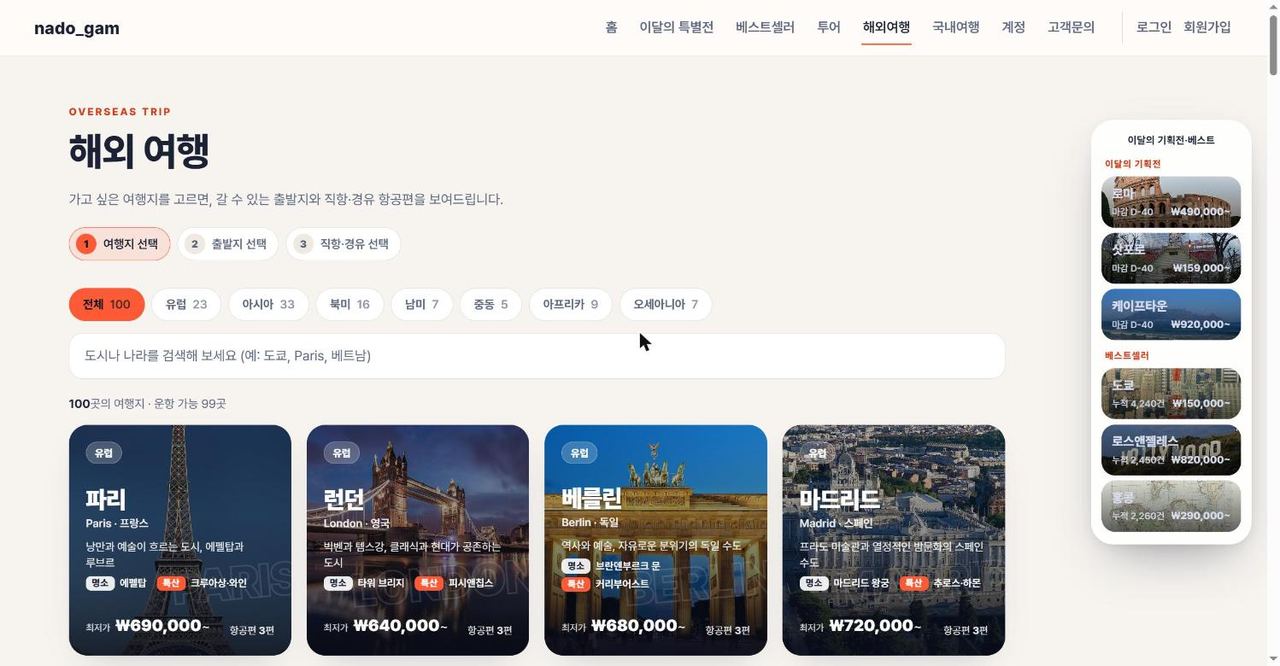 nado_gam
홈 이달의 특별전 베스트셀러 투어 해외여행 국내여행 계정 고객문의 로그인 회원가입
OVERSEAS TRIP
해외 여행
가고 싶은 여행지를 고르면, 갈 수 있는 출발지와 직항·경유 항공편을 보여드립니다.
1 여행지 선택 2 출발지 선택 3 직항·경유 선택
전체 100 유럽 23 아시아 33 북미 16 남미 7 중동 5 아프리카 9 오세아니아 7
도시나 나라를 검색해 보세요 (예: 도쿄, Paris, 베트남)
100곳의 여행지 · 운항 가능 99곳
유럽
파리
Paris · 프랑스
낭만과 예술이 흐르는 도시, 에펠탑과
루브르
명소 에펠탑 특산 크루아상·와인
PARIS
최저가 ₩690,000~ 항공편 3편
유럽
런던
London · 영국
빅벤과 템스강, 클래식과 현대가 공존하는
도시
명소 타워 브리지 특산 피시앤칩스
LONDON
최저가 ₩640,000~ 항공편 3편
유럽
베를린
Berlin · 독일
역사와 예술, 자유로운 분위기의 독일 수도
명소 브란덴부르크 문
특산 커리부어스트
BERLIN
최저가 ₩680,000~ 항공편 3편
유럽
마드리드
Madrid · 스페인
프라도 미술관과 열정적인 밤문화의 스페인
수도
명소 마드리드 왕궁 특산 추로스·하몬
최저가 ₩720,000~ 항공편 3편
이달의 기획전·베스트
이달의 기획전
로마
마감 D-40 ₩490,000~
삿포로
마감 D-40 ₩159,000~
케이프타운
마감 D-40 ₩920,000~
베스트셀러
도쿄
누적 4,240건 ₩150,000~
로스앤젤레스
누적 2,450건 ₩820,000~
홍콩
누적 2,260건 ₩290,000~